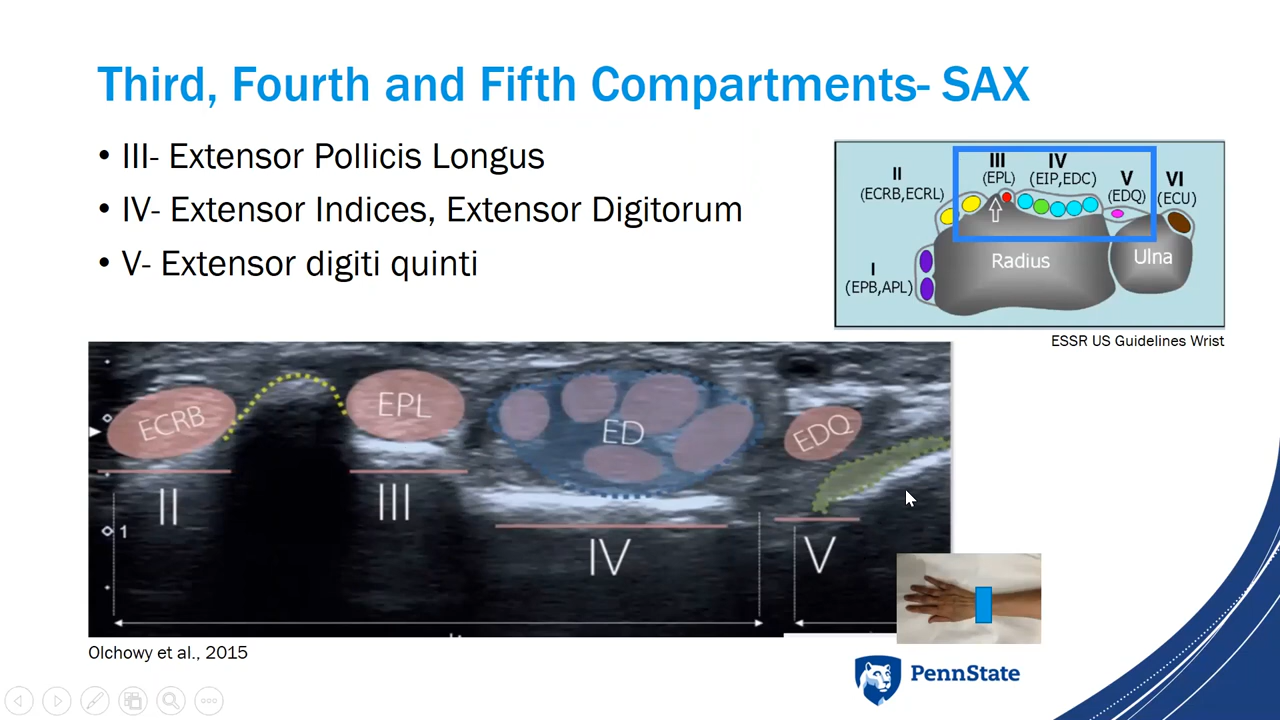 Third, Fourth and Fifth Compartments- SAX
• III- Extensor Pollicis Longus
• IV- Extensor Indices, Extensor Digitorum
• V- Extensor digiti quinti
II
(ECRB,ECRL)
III
(EPL)
IV
(EIP,EDC)
V
(EDQ)
VI
(ECU)
I
(EPB,APL)
Radius
Ulna
ESSR US Guidelines Wrist
ECRB
EPL
ED
EDQ
II
III
IV
V
1
Olchowy et al., 2015
PennState